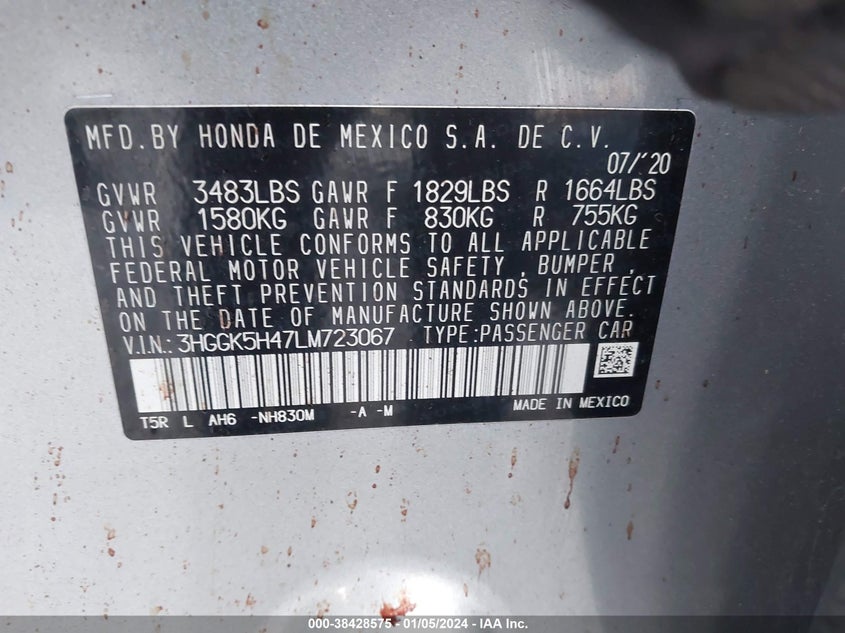 MFD.BY HONDA DE MEXICO S.A. DE C.V.
07/'20
GVWR 3483LBS GAWR F 1829LBS R 1664LBS
GVWR 1580KG GAWR F 830KG R 755KG
THIS VEHICLE CONFORMS TO ALL APPLICABLE
FEDERAL MOTOR VEHICLE SAFETY , BUMPER ,
AND THEFT PREVENTION STANDARDS IN EFFECT
ON THE DATE OF MANUFACTURE SHOWN ABOVE.
V.I.N.:3HGGK5H47LM723067 TYPE:PASSENGER CAR
T5R L AH6 -NH830M -A -M MADE IN MEXICO
000-38428575 - 01/05/2024 - IAA Inc.